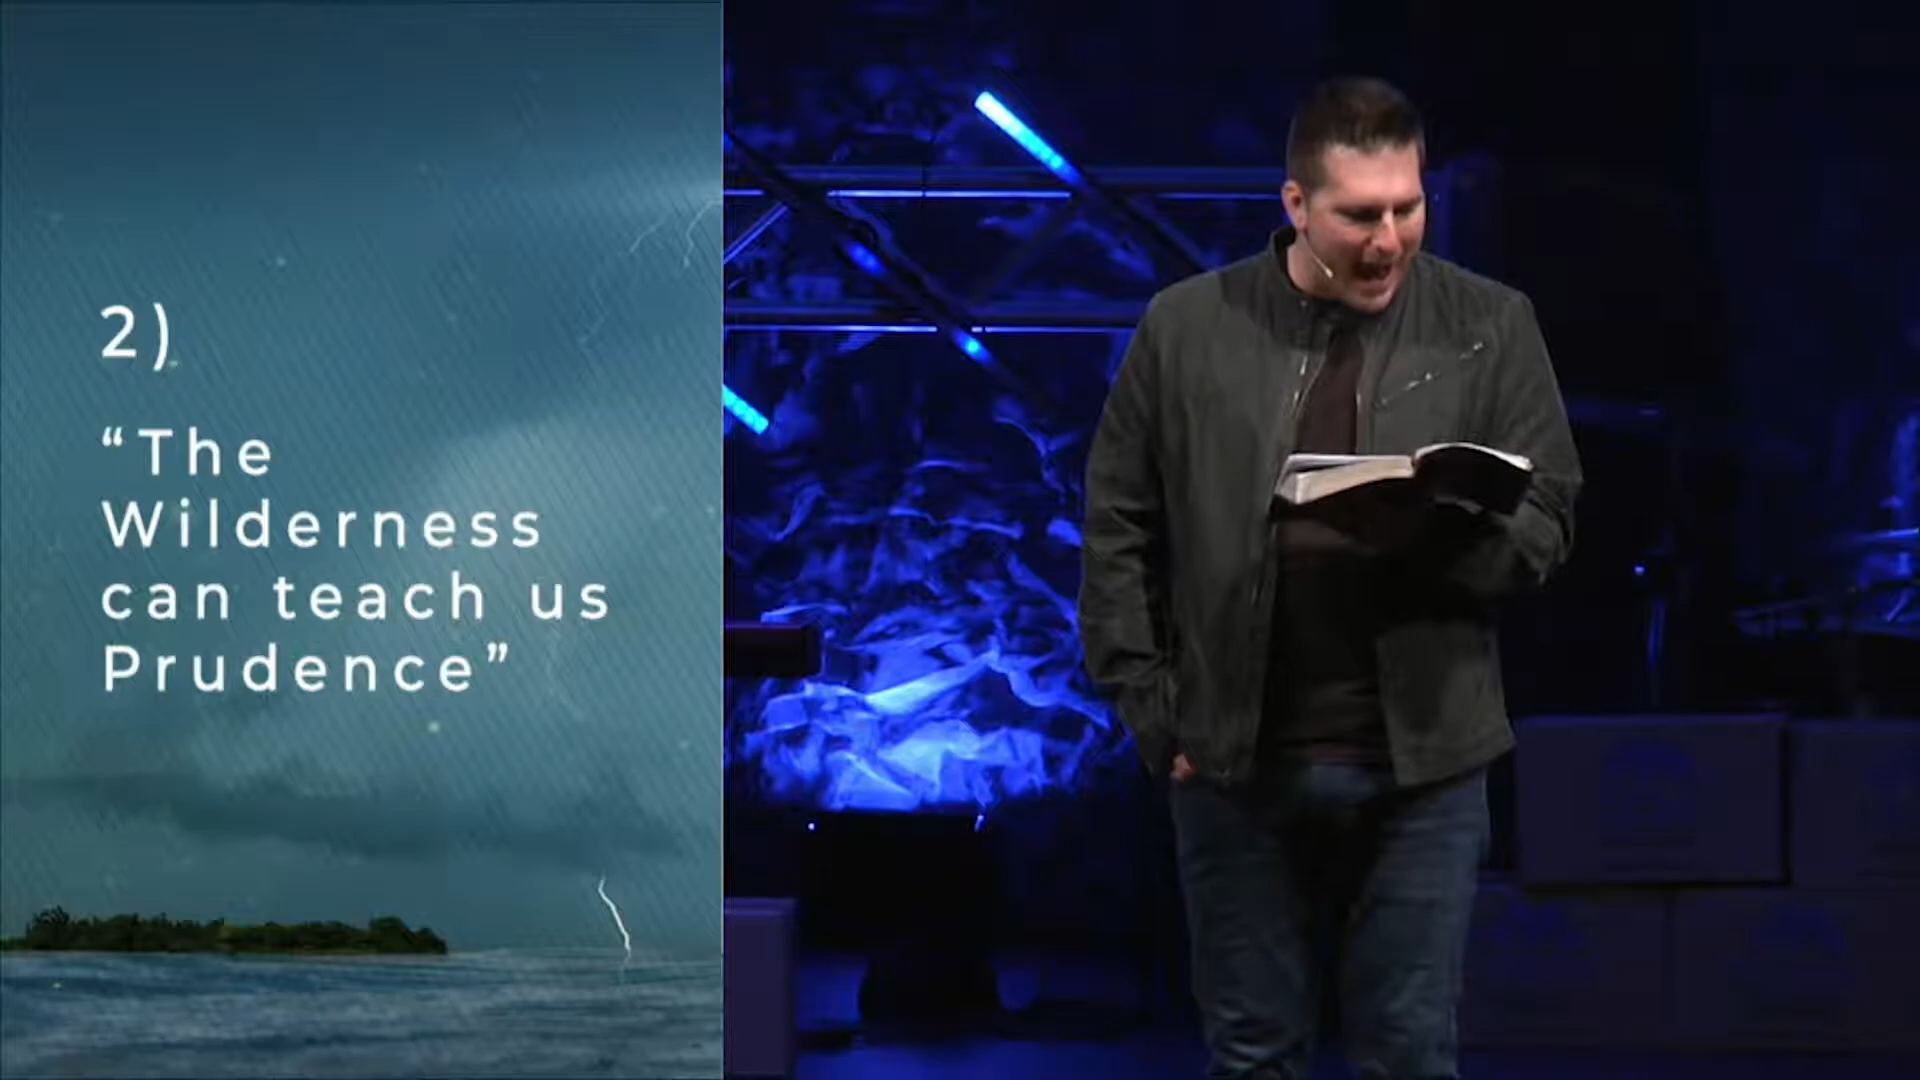 2)
“The
Wilderness
can teach us
Prudence”